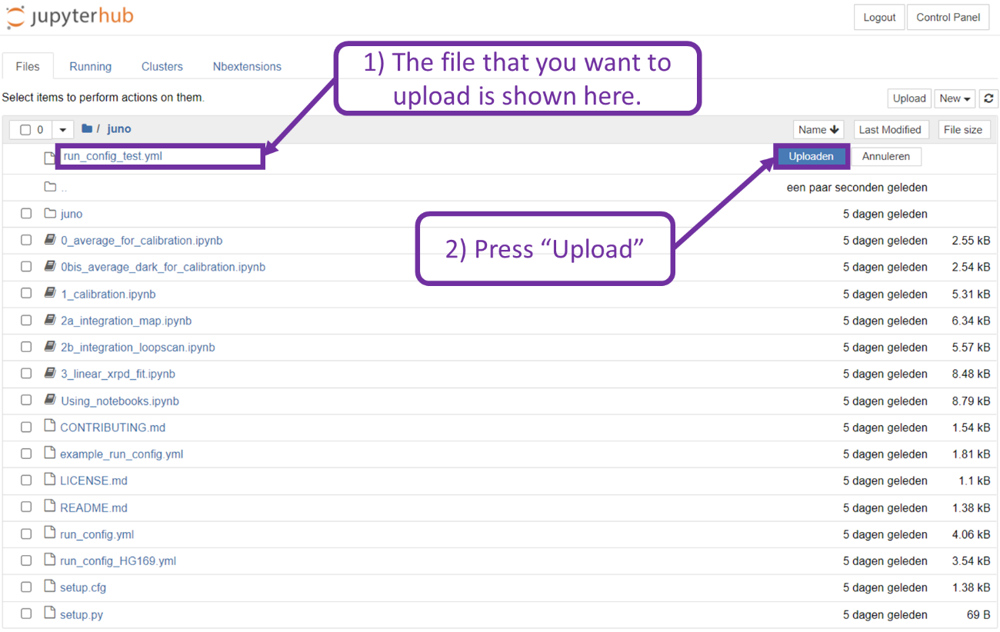 jupyterhub
Logout Control Panel
1) The file that you want to
upload is shown here.
Files Running Clusters Nbextensions
Select items to perform actions on them.
Upload New
0 / juno Name Last Modified File size
run_config_test.yml Uploaden Annuleren
.. een paar seconden geleden
juno 5 dagen geleden
2) Press “Upload”
0_average_for_calibration.ipynb 5 dagen geleden 2.55 kB
0bis_average_dark_for_calibration.ipynb 5 dagen geleden 2.54 kB
1_calibration.ipynb 5 dagen geleden 5.31 kB
2a_integration_map.ipynb 5 dagen geleden 6.34 kB
2b_integration_loopscan.ipynb 5 dagen geleden 5.57 kB
3_linear_xrpd_fit.ipynb 5 dagen geleden 8.48 kB
Using_notebooks.ipynb 5 dagen geleden 8.79 kB
CONTRIBUTING.md 5 dagen geleden 1.54 kB
example_run_config.yml 5 dagen geleden 1.81 kB
LICENSE.md 5 dagen geleden 1.1 kB
README.md 5 dagen geleden 1.38 kB
run_config.yml 5 dagen geleden 4.06 kB
run_config_HG169.yml 5 dagen geleden 3.54 kB
setup.cfg 5 dagen geleden 1.38 kB
setup.py 5 dagen geleden 69 B